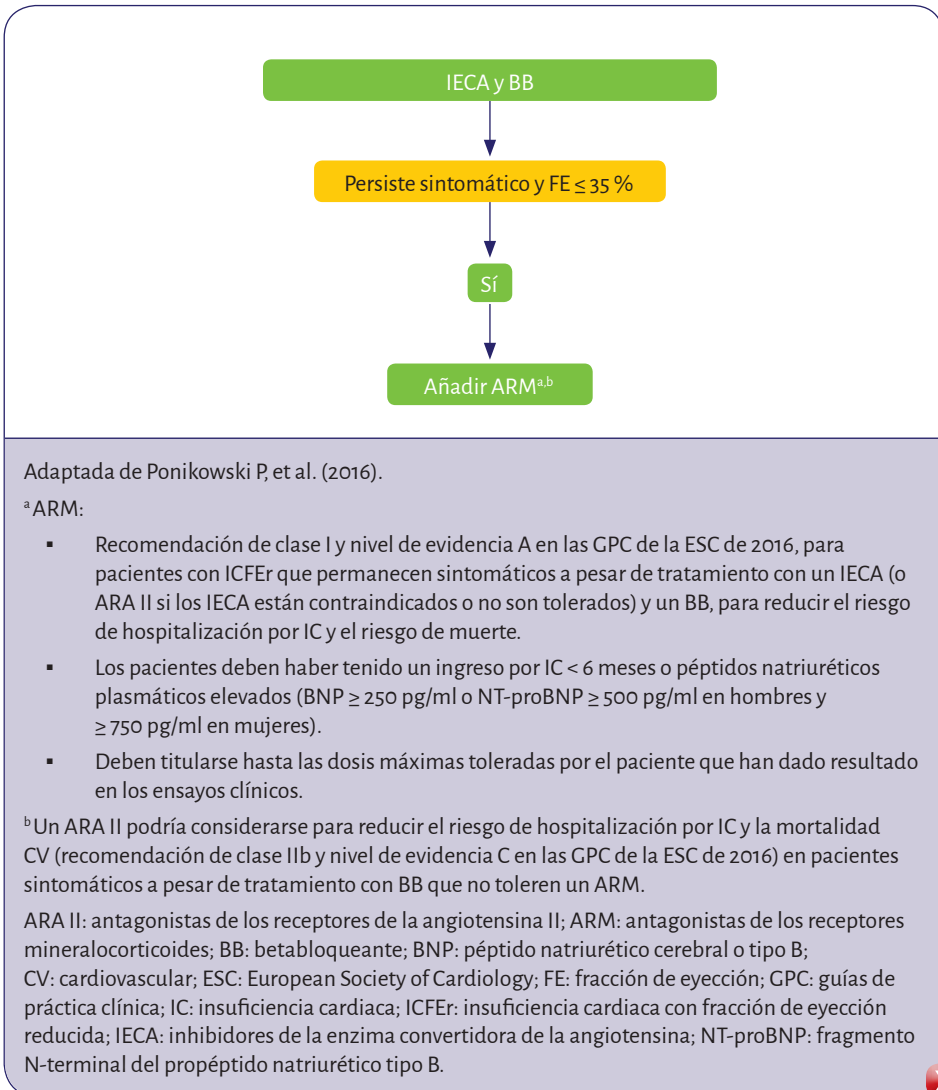 IECA y BB
Persiste sintomático y FE ≤ 35 %
Sí
Añadir ARMa,b
Adaptada de Ponikowski P, et al. (2016).
a ARM:
▪ Recomendación de clase I y nivel de evidencia A en las GPC de la ESC de 2016, para
pacientes con ICFEr que permanecen sintomáticos a pesar de tratamiento con un IECA (o
ARA II si los IECA están contraindicados o no son tolerados) y un BB, para reducir el riesgo
de hospitalización por IC y el riesgo de muerte.
▪ Los pacientes deben haber tenido un ingreso por IC < 6 meses o péptidos natriuréticos
plasmáticos elevados (BNP ≥ 250 pg/ml o NT-proBNP ≥ 500 pg/ml en hombres y
≥ 750 pg/ml en mujeres).
▪ Deben titularse hasta las dosis máximas toleradas por el paciente que han dado resultado
en los ensayos clínicos.
b Un ARA II podría considerarse para reducir el riesgo de hospitalización por IC y la mortalidad
CV (recomendación de clase IIb y nivel de evidencia C en las GPC de la ESC de 2016) en pacientes
sintomáticos a pesar de tratamiento con BB que no toleren un ARM.
ARA II: antagonistas de los receptores de la angiotensina II; ARM: antagonistas de los receptores
mineralocorticoides; BB: betabloqueante; BNP: péptido natriurético cerebral o tipo B;
CV: cardiovascular; ESC: European Society of Cardiology; FE: fracción de eyección; GPC: guías de
práctica clínica; IC: insuficiencia cardiaca; ICFEr: insuficiencia cardiaca con fracción de eyección
reducida; IECA: inhibidores de la enzima convertidora de la angiotensina; NT-proBNP: fragmento
N-terminal del propéptido natriurético tipo B.